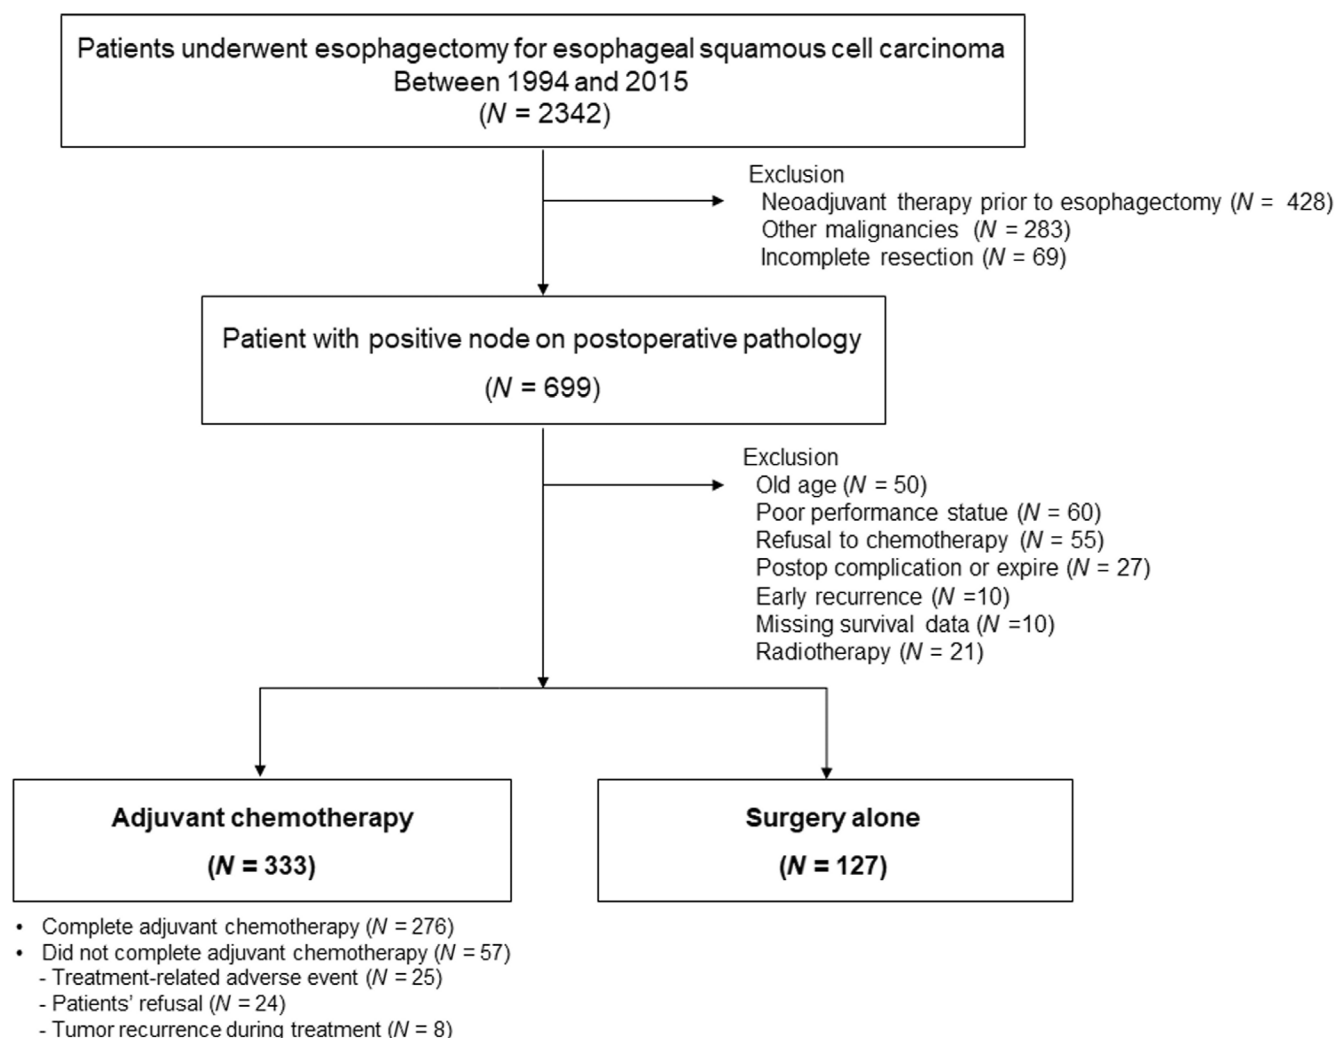 Patients underwent esophagectomy for esophageal squamous cell carcinoma
Between 1994 and 2015
(N = 2342)
Exclusion
Neoadjuvant therapy prior to esophagectomy (N = 428)
Other malignancies (N = 283)
Incomplete resection (N = 69)
Patient with positive node on postoperative pathology
(N = 699)
Exclusion
Old age (N = 50)
Poor performance statue (N = 60)
Refusal to chemotherapy (N = 55)
Postop complication or expire (N = 27)
Early recurrence (N =10)
Missing survival data (N =10)
Radiotherapy (N = 21)
Adjuvant chemotherapy
(N = 333)
Surgery alone
(N = 127)
• Complete adjuvant chemotherapy (N = 276)
• Did not complete adjuvant chemotherapy (N = 57)
- Treatment-related adverse event (N = 25)
- Patients' refusal (N = 24)
- Tumor recurrence during treatment (N = 8)